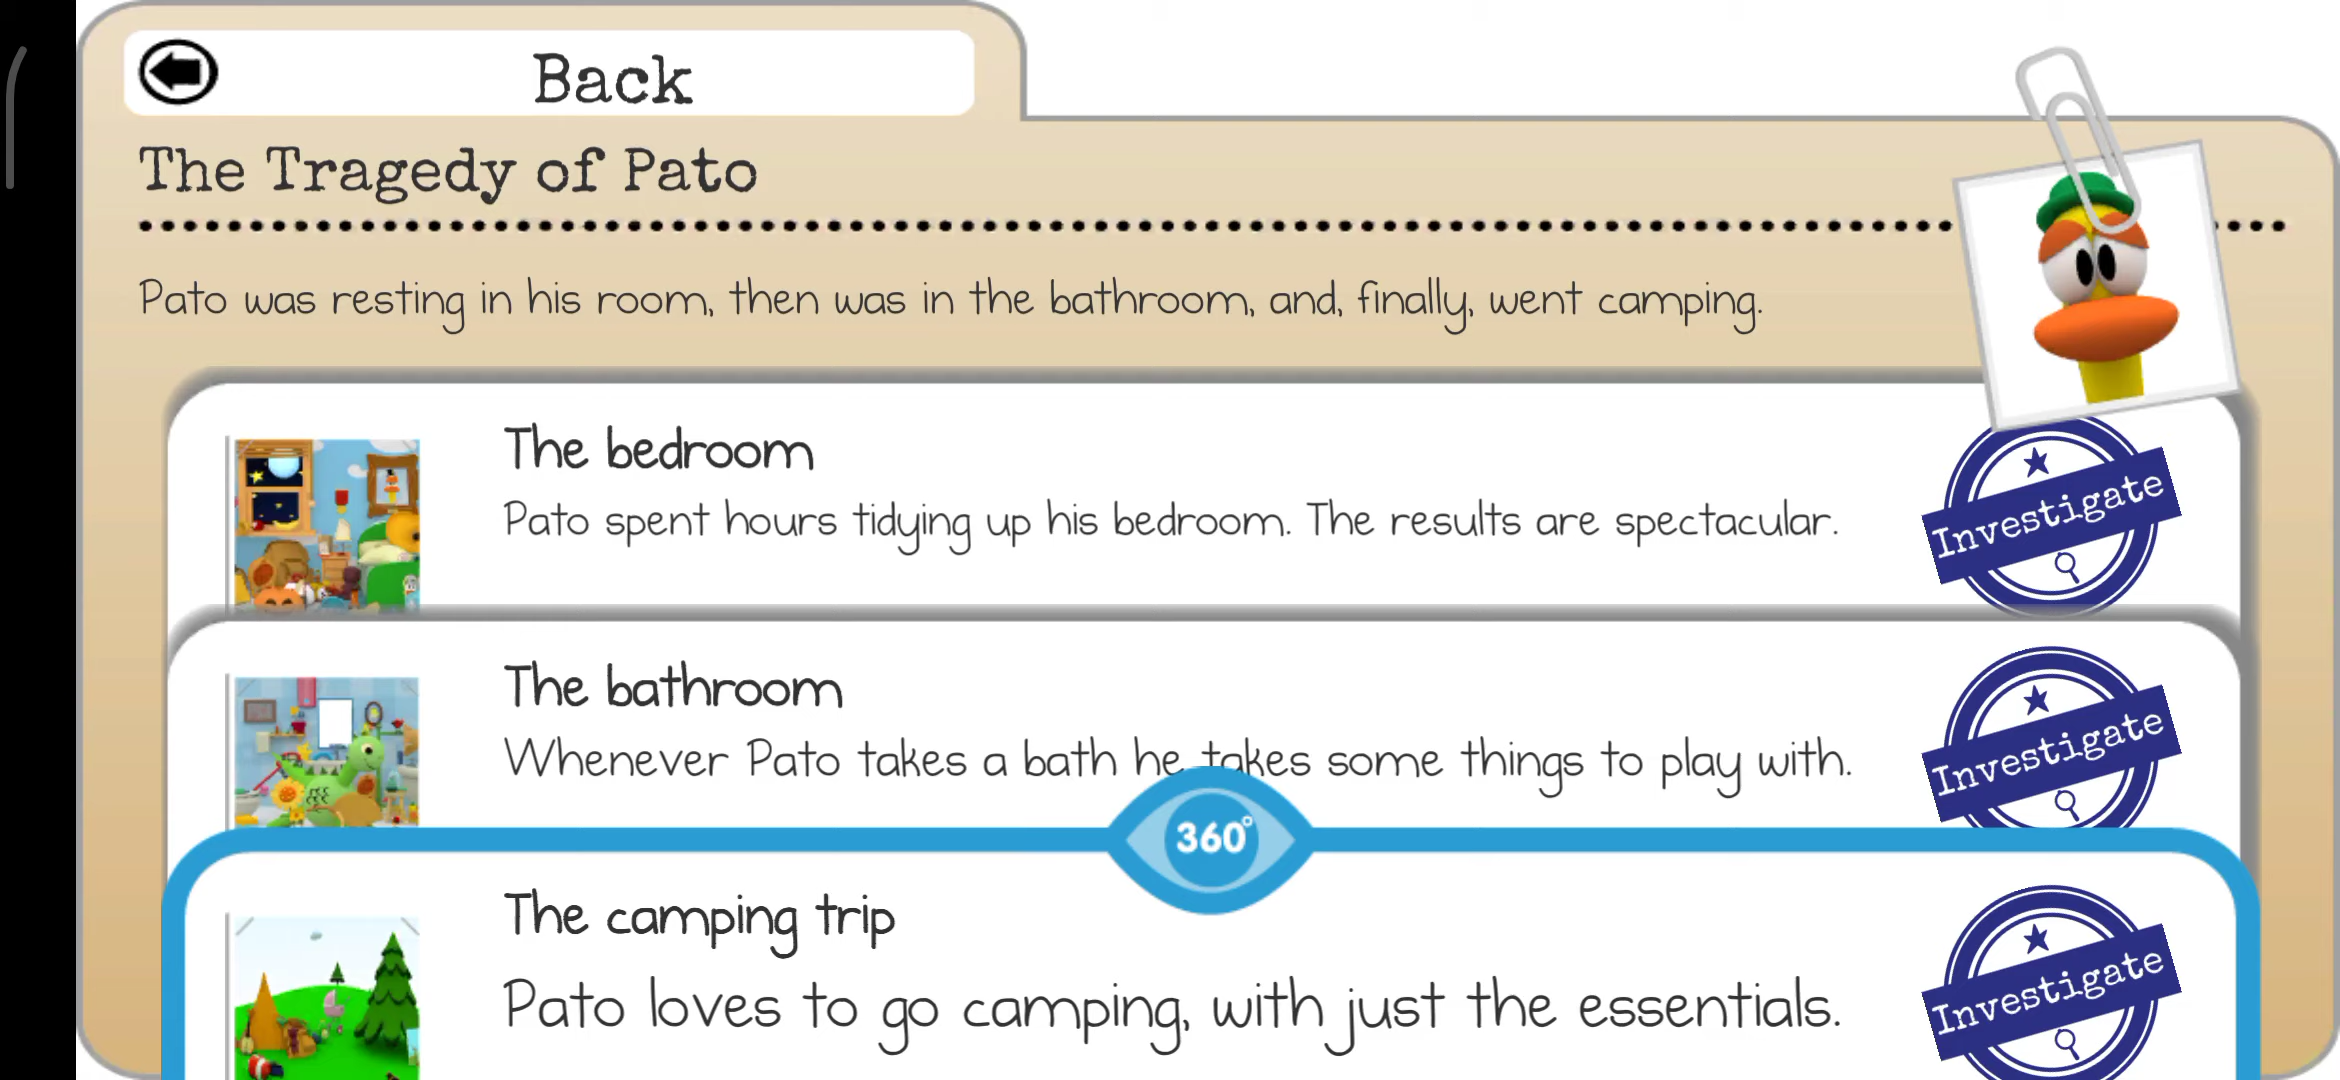 Back
The Tragedy of Pato
Pato was resting in his room, then was in the bathroom, and, finally, went camping.
The bedroom
Pato spent hours tidying up his bedroom. The results are spectacular.
Investigate
The bathroom
Whenever Pato takes a bath he takes some things to play with.
Investigate
360°
The camping trip
Pato loves to go camping, with just the essentials.
Investigate